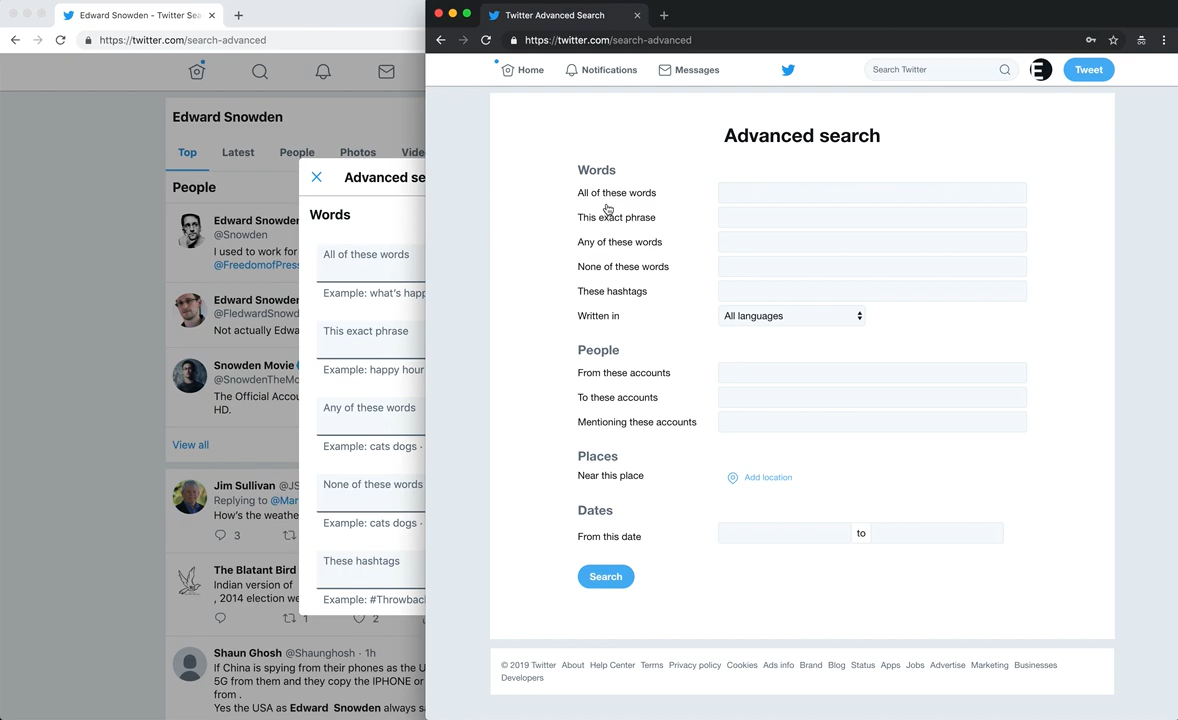 Edward Snowden - Twitter Sea
https://twitter.com/search-advanced
Edward Snowden
Top Latest People Photos Vide
People
Edward Snowden
@Snowden
I used to work for
@FreedomofPress
Edward Snowden
@FledwardSnowd
Not actually Edwa
Snowden Movie
@SnowdenTheMo
The Official Accou
HD.
View all
Jim Sullivan @JS
Replying to @Mar
How's the weathe
3
The Blatant Bird
Indian version of
, 2014 election we
1 2
Shaun Ghosh @Shaunghosh · 1h
If China is spying from their phones as the U
5G from them and they copy the IPHONE or
from .
Yes the USA as Edward Snowden always sa
Advanced se
Words
All of these words
Example: what's happ
This exact phrase
Example: happy hour
Any of these words
Example: cats dogs ·
None of these words
Example: cats dogs ·
These hashtags
Example: #Throwback
Twitter Advanced Search
https://twitter.com/search-advanced
Home Notifications Messages
Search Twitter
E
Tweet
Advanced search
Words
All of these words
This exact phrase
Any of these words
None of these words
These hashtags
Written in All languages
People
From these accounts
To these accounts
Mentioning these accounts
Places
Near this place Add location
Dates
From this date to
Search
© 2019 Twitter About Help Center Terms Privacy policy Cookies Ads info Brand Blog Status Apps Jobs Advertise Marketing Businesses
Developers